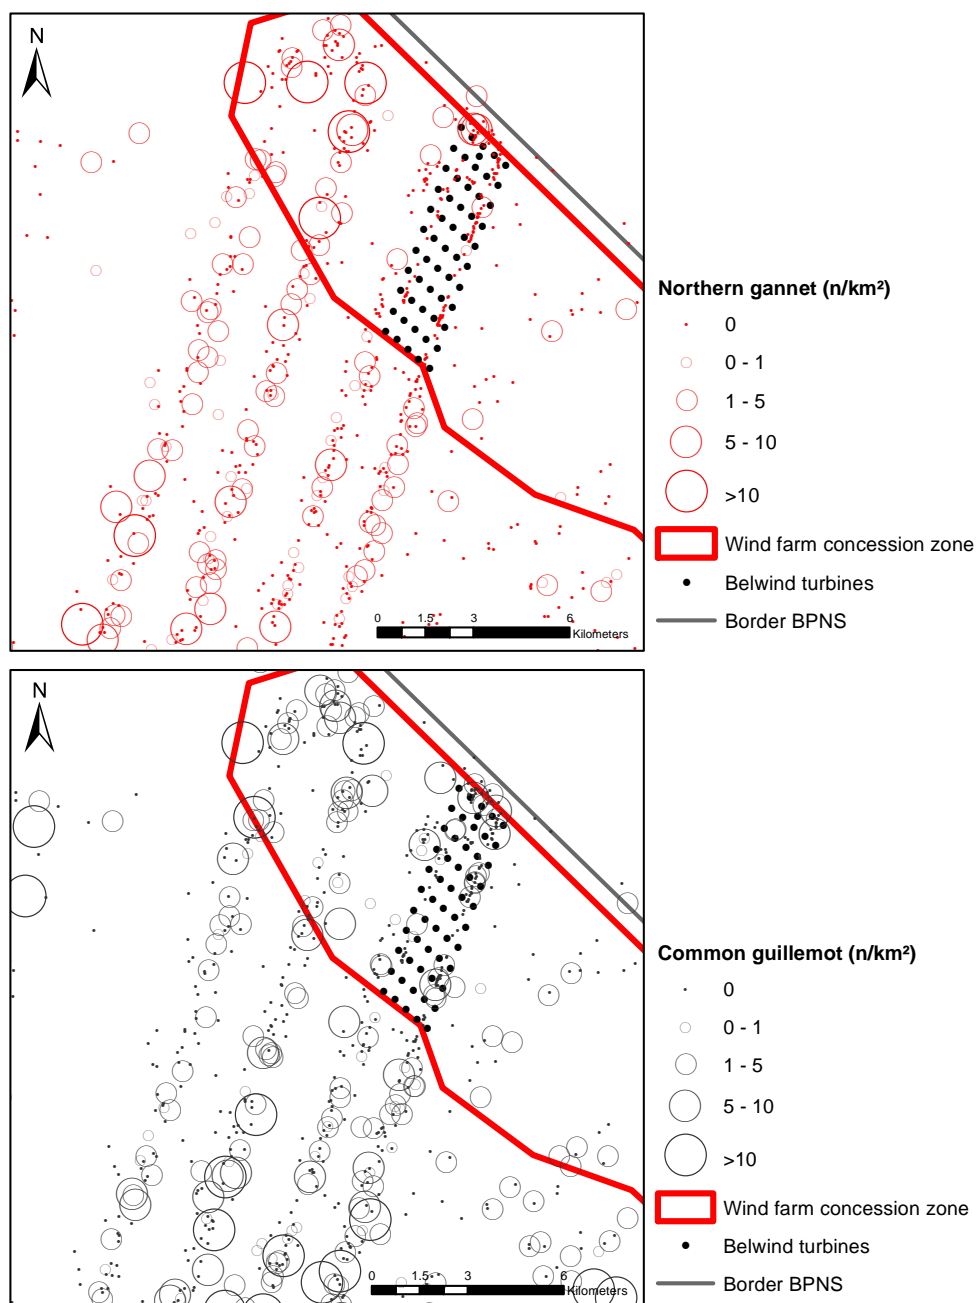 N
Northern gannet (n/km²)
0
0 - 1
1 - 5
5 - 10
>10
Wind farm concession zone
Belwind turbines
Border BPNS
0 1.5 3 6
Kilometers
N
Common guillemot (n/km²)
0
0 - 1
1 - 5
5 - 10
>10
Wind farm concession zone
Belwind turbines
Border BPNS
0 1.5 3 6
Kilometers